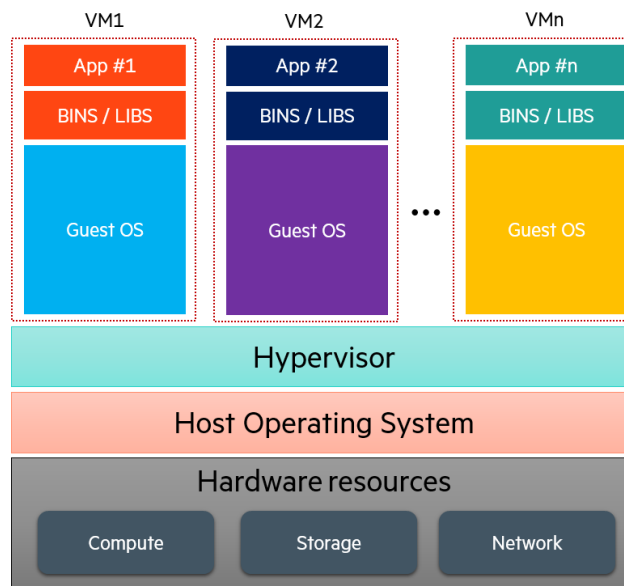 VM1
VM2
VMn
App #1
App #2
App #n
BINS / LIBS
BINS / LIBS
BINS / LIBS
Guest OS
Guest OS
Guest OS
...
Hypervisor
Host Operating System
Hardware resources
Compute
Storage
Network